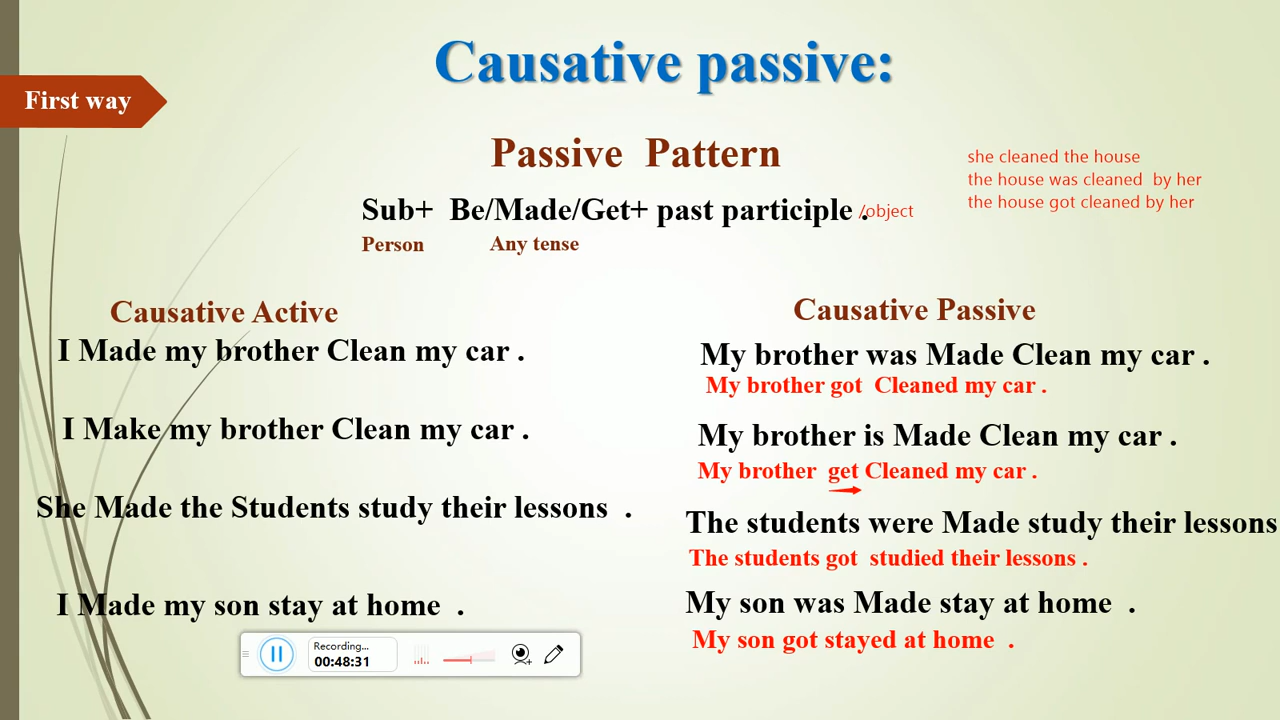 Causative passive:
First way
Passive Pattern
she cleaned the house
the house was cleaned by her
the house got cleaned by her
Sub+ Be/Made/Get+ past participle . /object
Person Any tense
Causative Active
I Made my brother Clean my car .
I Make my brother Clean my car .
She Made the Students study their lessons .
I Made my son stay at home .
Causative Passive
My brother was Made Clean my car .
My brother got Cleaned my car .
My brother is Made Clean my car .
My brother get Cleaned my car .
The students were Made study their lessons
The students got studied their lessons .
My son was Made stay at home .
My son got stayed at home .
Recording...
00:48:31